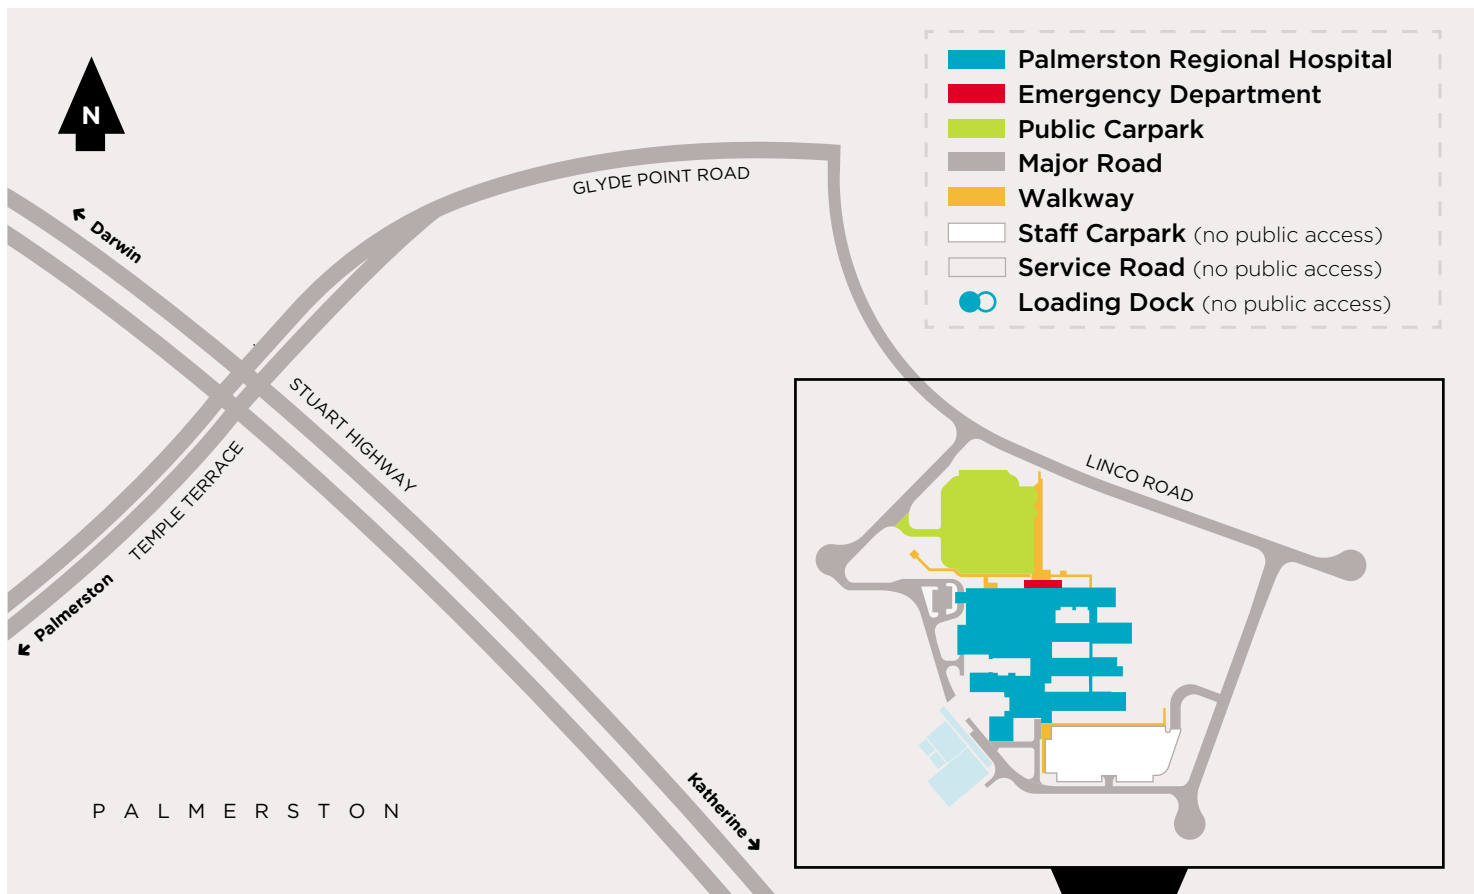 N
Palmerston Regional Hospital
Emergency Department
Public Carpark
Major Road
Walkway
Staff Carpark (no public access)
Service Road (no public access)
Loading Dock (no public access)
GLYDE POINT ROAD
Darwin
STUART HIGHWAY
TEMPLE TERRACE
LINCO ROAD
Palmerston
Katherine
PALMERSTON